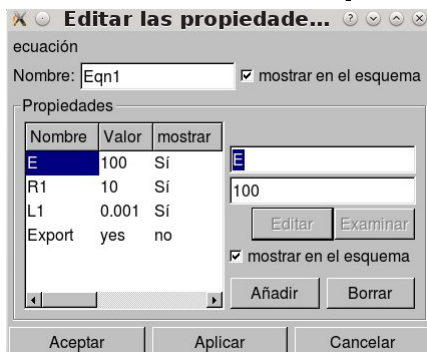 Editar las propiedade...
ecuación
Nombre: Eqn1 mostrar en el esquema
Propiedades
Nombre Valor mostrar
E 100 Sí
R1 10 Sí
L1 0.001 Sí
Export yes no
E
100
Editar Examinar
mostrar en el esquema
Añadir Borrar
Aceptar Aplicar Cancelar